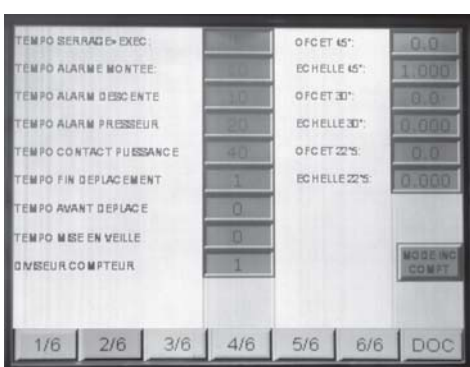 TEMPO SERRAGE+ EXEC:
OFCET 45°: 0.0
TEMPO ALARME MONTEE:
ECHELLE 45°: 1.000
TEMPO ALARM DESCENTE 10
OFCET 30°: 0.0
TEMPO ALARM PRESSEUR 20
ECHELLE 30°: 0.000
TEMPO CONTACT PUISSANCE 40
OFCET 22°5: 0.0
TEMPO FIN DEPLACEMENT 1
ECHELLE 22°5: 0.000
TEMPO AVANT DEPLACE 0
TEMPO MISE EN VEILLE 0
DIVISEUR COMPTEUR 1
MODE INC
COMPT
1/6 2/6 3/6 4/6 5/6 6/6 DOC